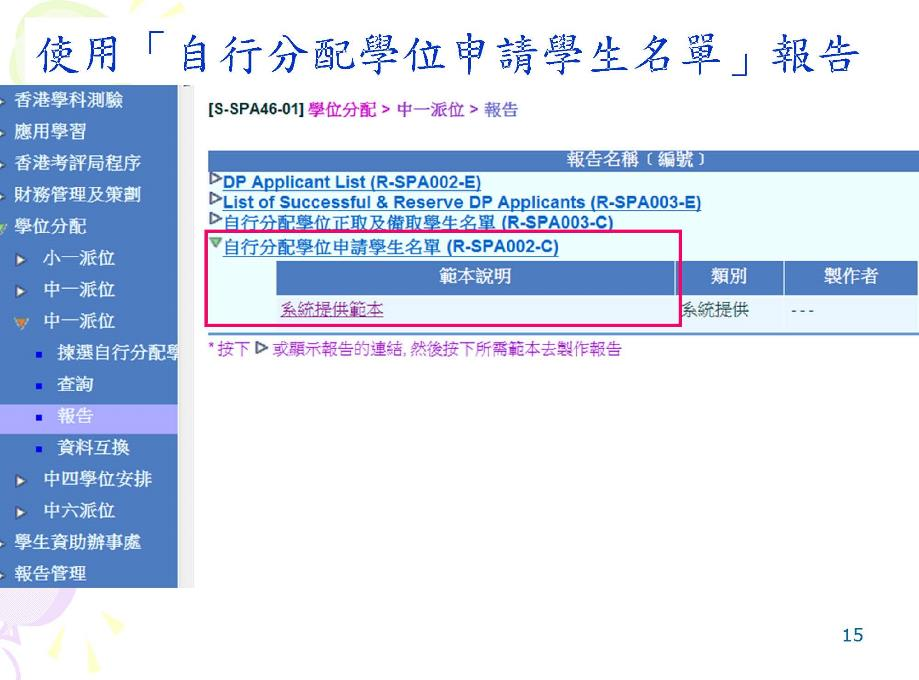 使用「自行分配學位申請學生名單」報告
香港學科測驗
應用學習
香港考評局程序
財務管理及策劃
學位分配
小一派位
中一派位
中一派位
揀選自行分配學
查詢
報告
資料互換
中四學位安排
中六派位
學生資助辦事處
報告管理
[S-SPA46-01] 學位分配 > 中一派位 > 報告
報告名稱﹝編號﹞
DP Applicant List (R-SPA002-E)
List of Successful & Reserve DP Applicants (R-SPA003-E)
自行分配學位正取及備取學生名單 (R-SPA003-C)
自行分配學位申請學生名單 (R-SPA002-C)
範本說明 類別 製作者
系統提供範本 系統提供 ---
*按下 ▷ 或顯示報告的連結, 然後按下所需範本去製作報告
15